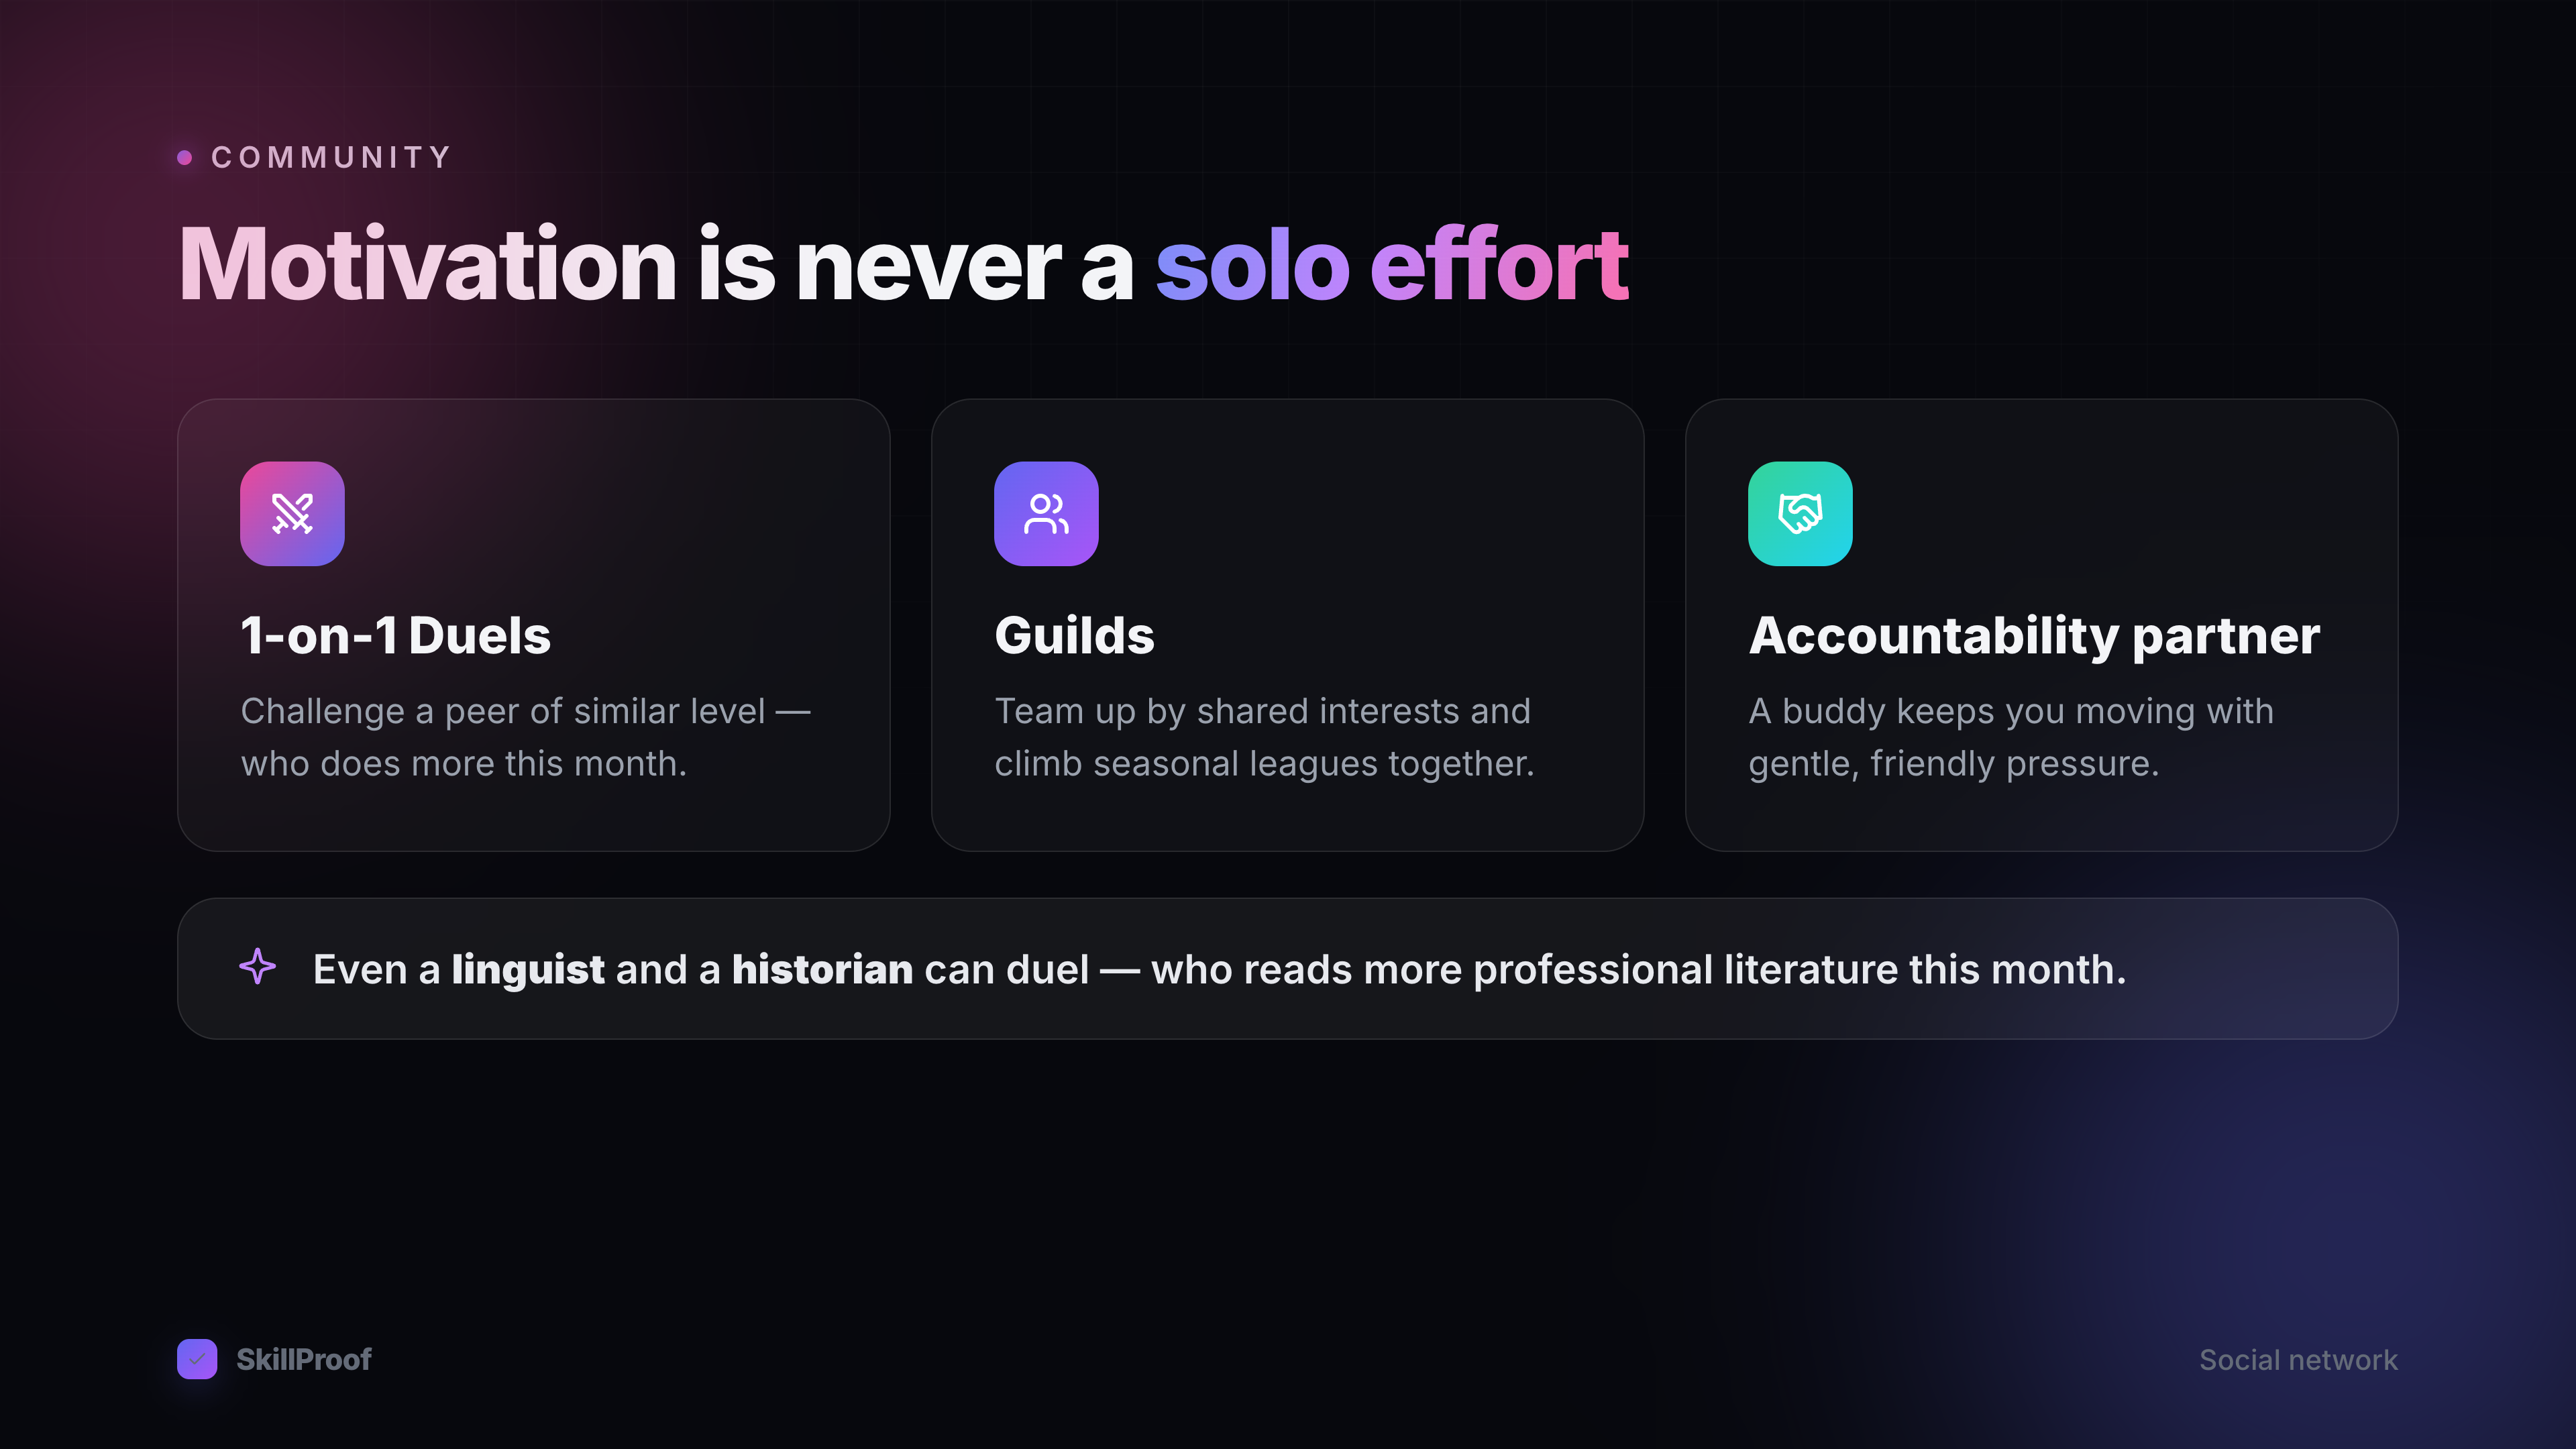 COMMUNITY
Motivation is never a solo effort
1-on-1 Duels
Challenge a peer of similar level —
who does more this month.
Guilds
Team up by shared interests and
climb seasonal leagues together.
Accountability partner
A buddy keeps you moving with
gentle, friendly pressure.
Even a linguist and a historian can duel — who reads more professional literature this month.
SkillProof
Social network